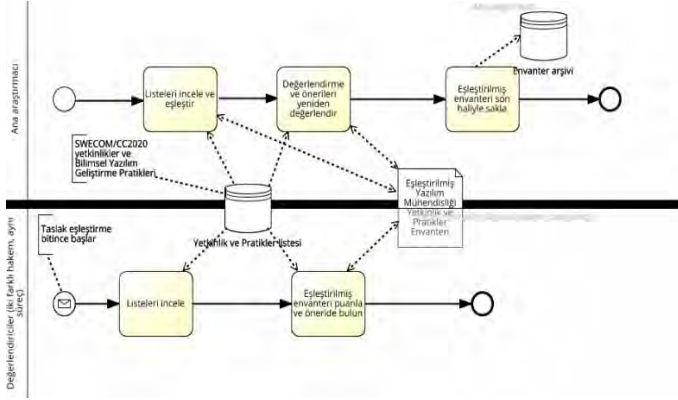 Ana araştırmacı
Listeleri incele ve
eşleştir
Değerlendirme
ve önerileri
yeniden
değerlendir
Eşleştirilmiş
envanteri son
haliyle sakla
Envanter arşivi
SWECOM/CC2020
yetkinlikler ve
Bilimsel Yazılım
Geliştirme Pratikleri
Yetkinlik ve Pratikler listesi
Eşleştirilmiş
Yazılım
Mühendisliği
Yetkinlik ve
Pratikler
Envanteri
Değerlendiriciler (iki farklı hakem, aynı
süreç)
Taslak eşleştirme
bitince başlar
Listeleri incele
Eşleştirilmiş
envanteri puanla
ve öneride bulun